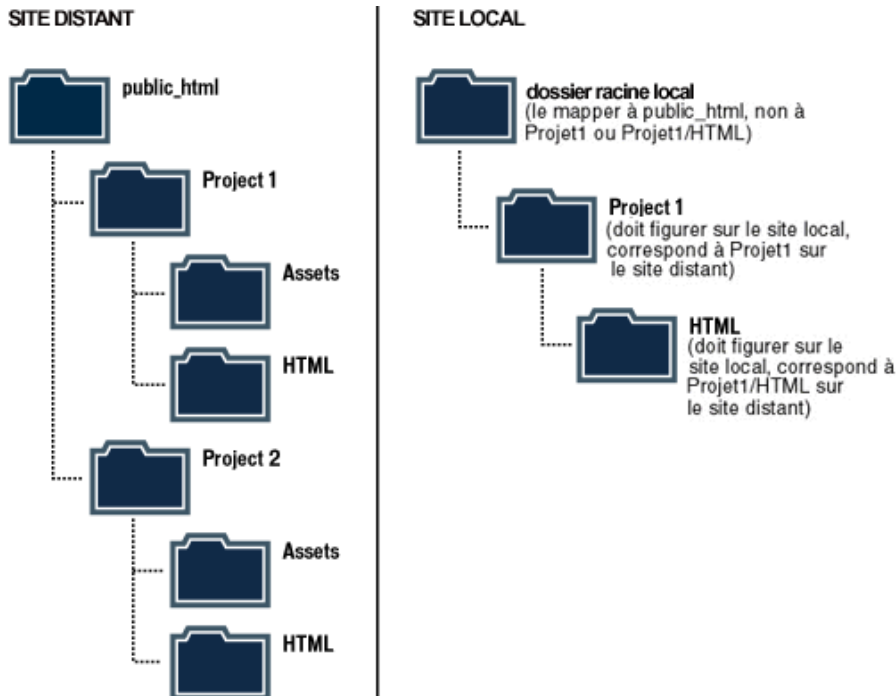 SITE DISTANT
public_html
Project 1
Assets
HTML
Project 2
Assets
HTML
SITE LOCAL
dossier racine local
(le mapper à public_html, non à
Projet1 ou Projet1/HTML)
Project 1
(doit figurer sur le site local,
correspond à Projet1 sur
le site distant)
HTML
(doit figurer sur le
site local, correspond à
Projet1/HTML sur
le site distant)